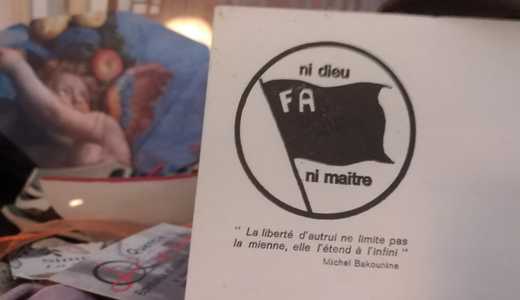 ni dieu
FA
ni maitre
" La liberté d'autrui ne limite pas
la mienne, elle l'étend à l'infini "
Michel Bakounine